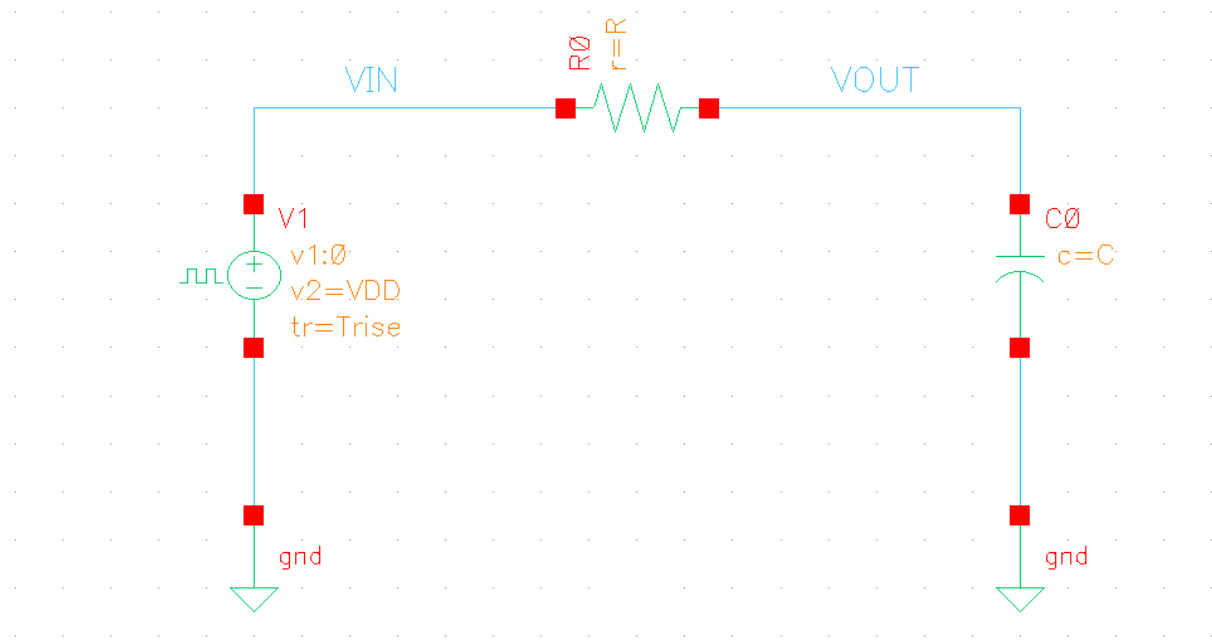 R0
r=R
VIN
VOUT
V1
v1:0
v2=VDD
tr=Trise
C0
c=C
gnd
gnd